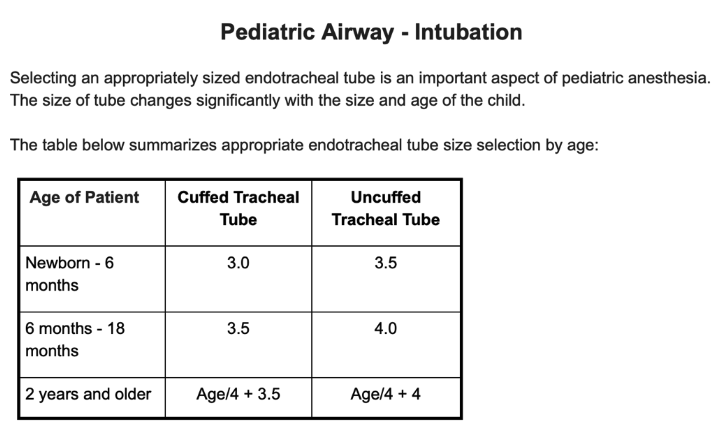 Pediatric Airway - Intubation
Selecting an appropriately sized endotracheal tube is an important aspect of pediatric anesthesia.
The size of tube changes significantly with the size and age of the child.
The table below summarizes appropriate endotracheal tube size selection by age:
Age of Patient
Cuffed Tracheal
Tube
Uncuffed
Tracheal Tube
Newborn - 6
months
3.0
3.5
6 months - 18
months
3.5
4.0
2 years and older
Age/4 + 3.5
Age/4 + 4